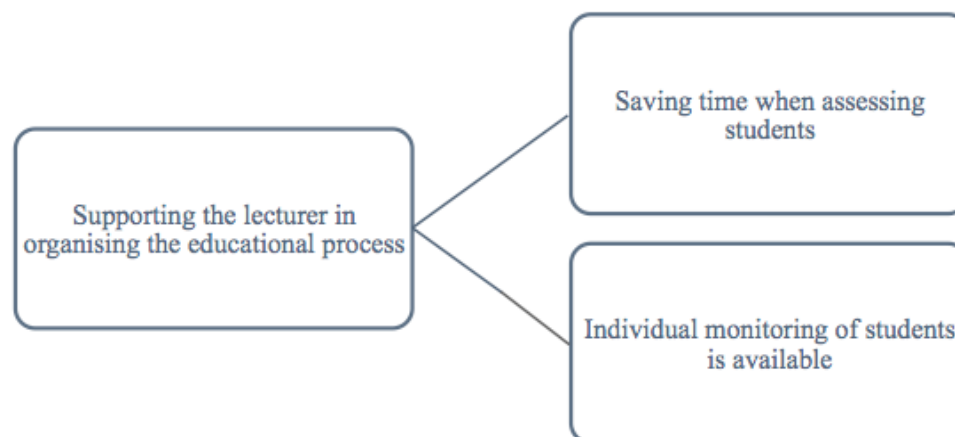 Supporting the lecturer in
organising the educational process
Saving time when assessing
students
Individual monitoring of students
is available